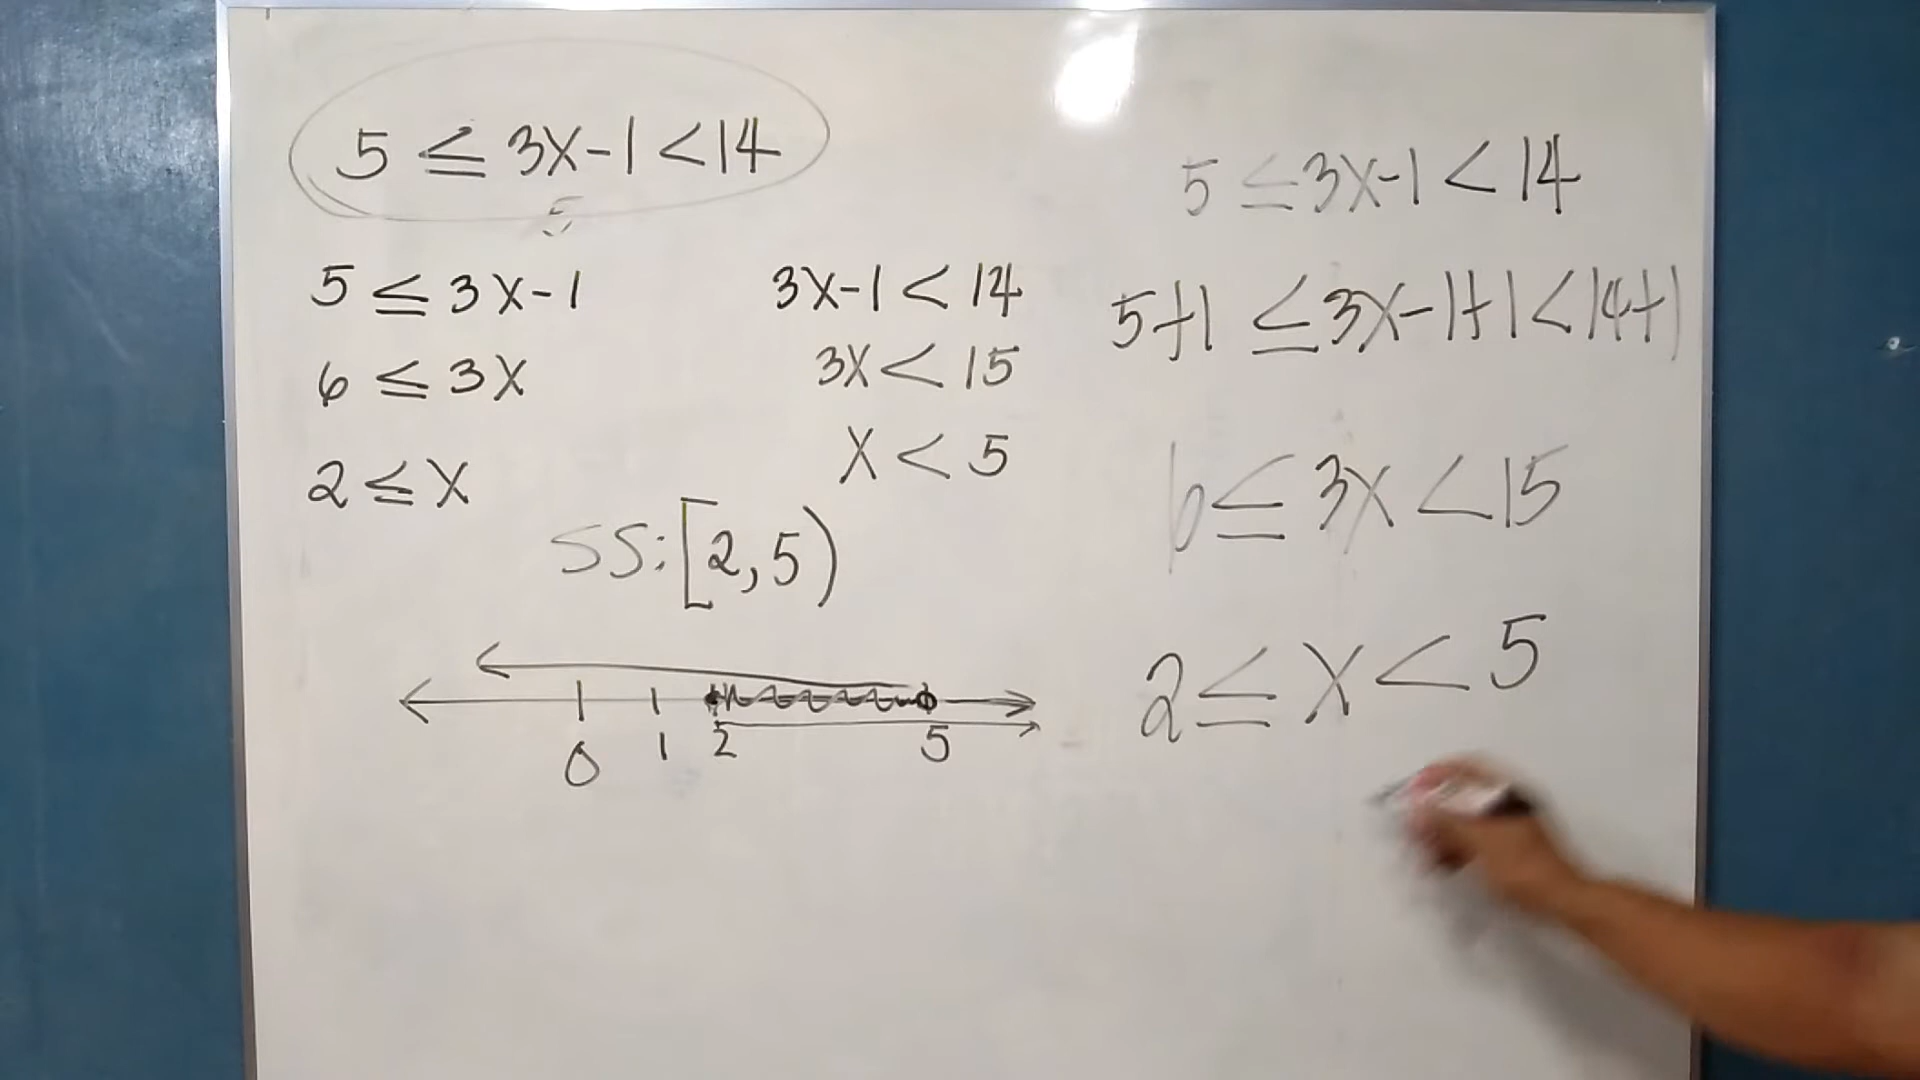 5 ≤ 3x-1 < 14
5 ≤ 3x-1
6 ≤ 3x
2 ≤ x
3x-1 < 14
3x < 15
x < 5
SS: [2,5)
0 1 2 5
5 ≤ 3x-1 < 14
5+1 ≤ 3x-1+1 < 14+1
6 ≤ 3x < 15
2 ≤ x < 5